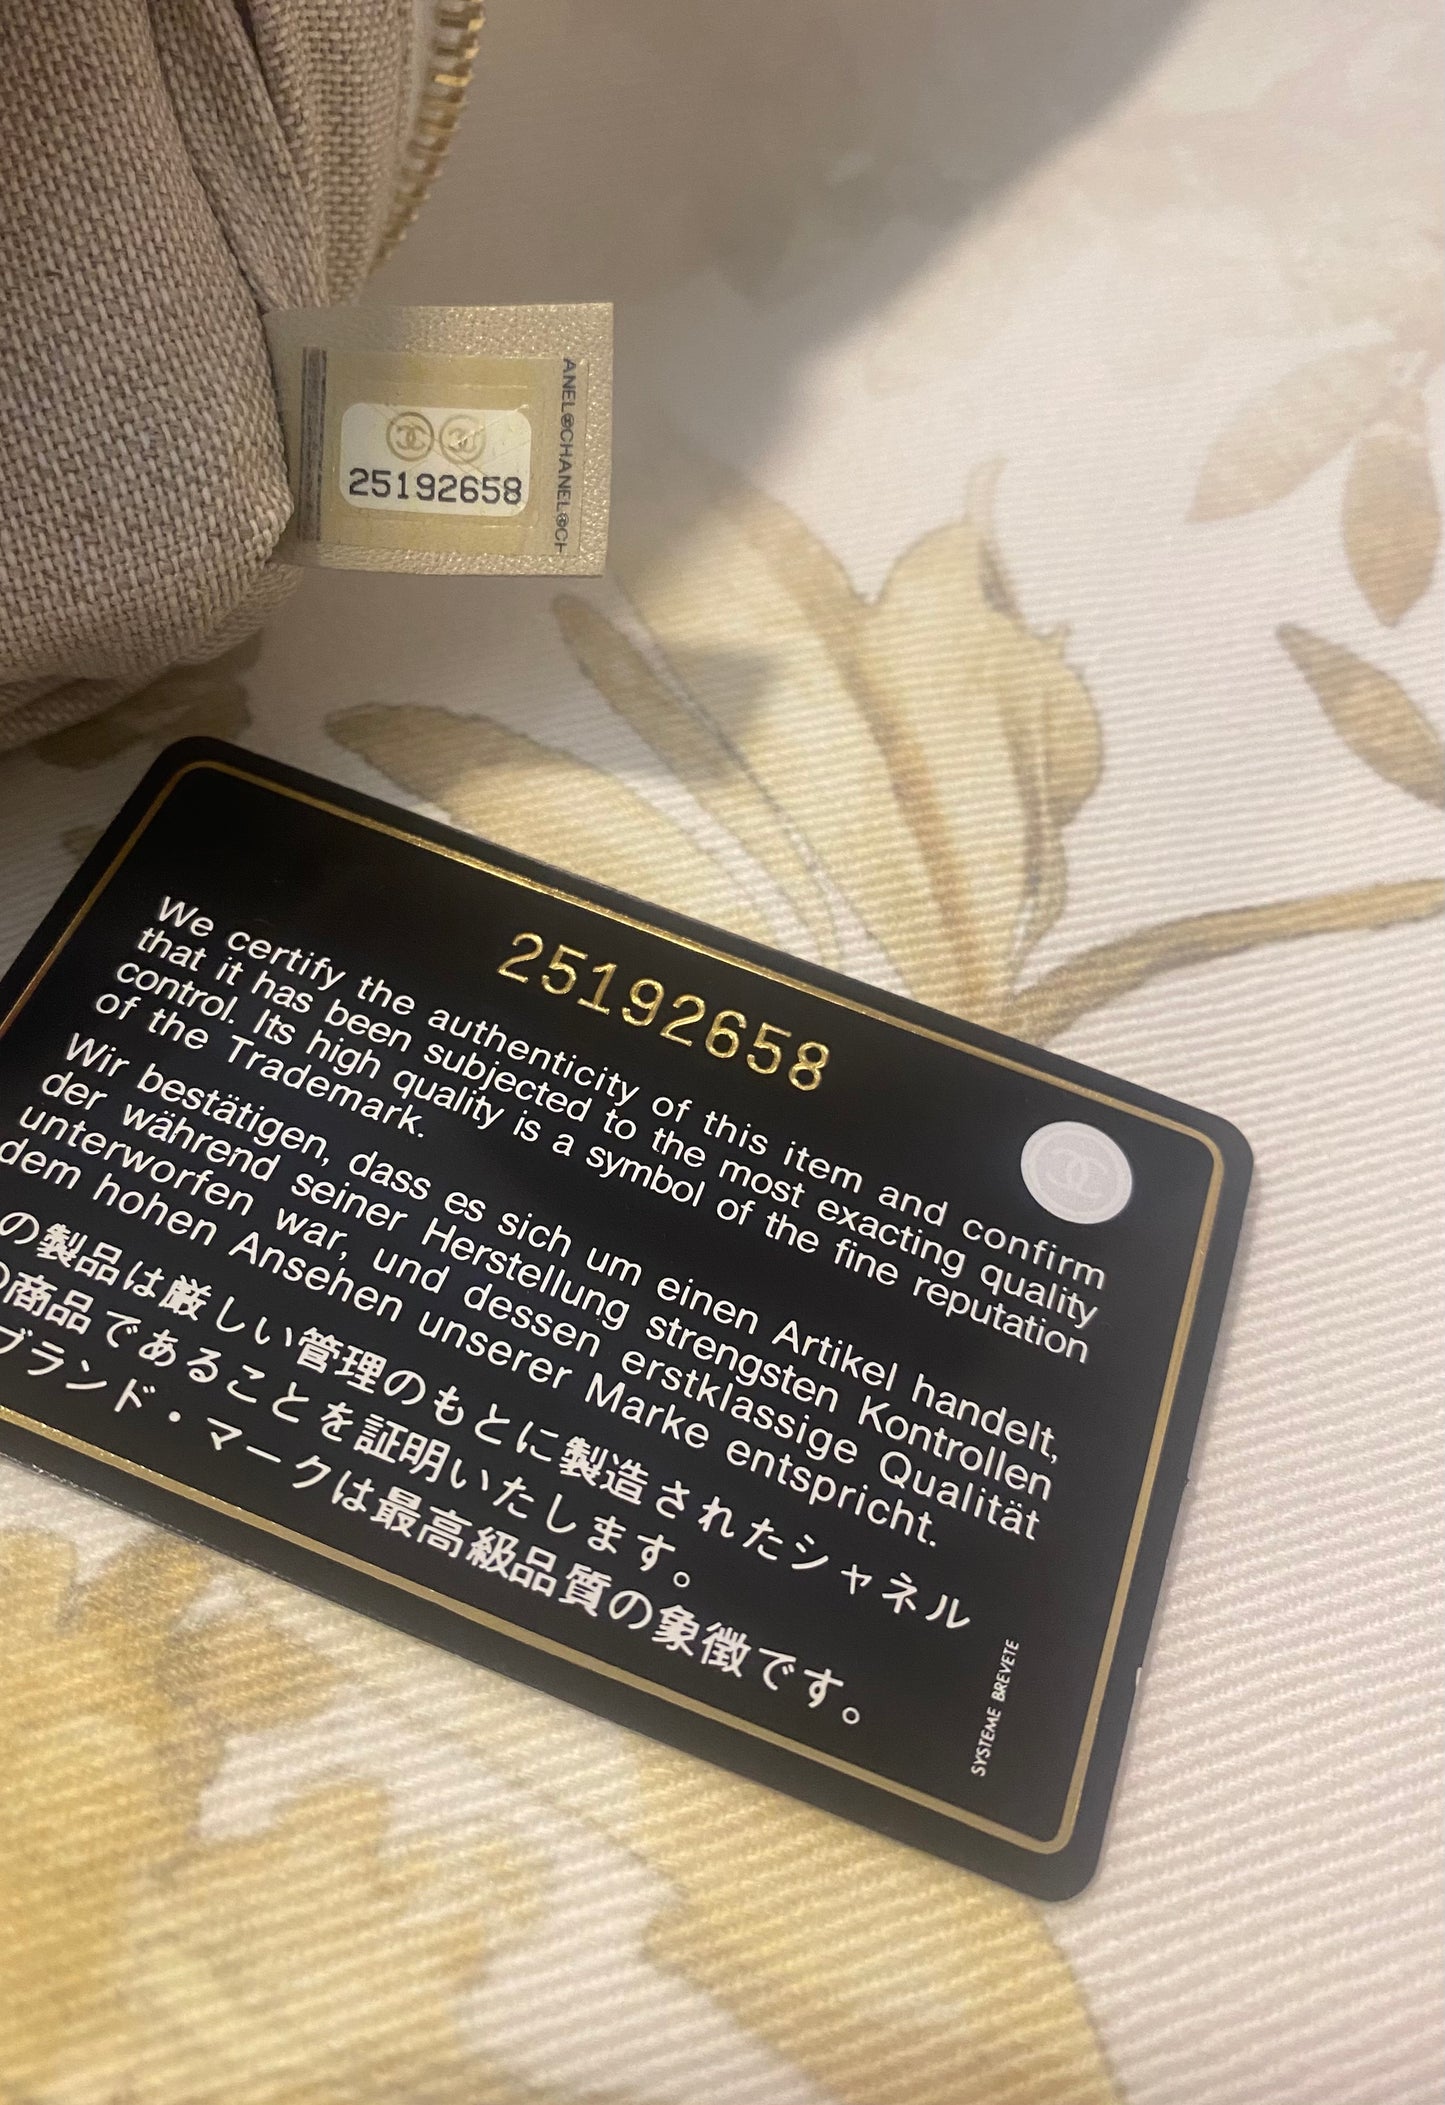 ANEL©CHANEL©CH
25192658
25192658
We certify the authenticity of this item and confirm
that it has been subjected to the most exacting quality
control. Its high quality is a symbol of the fine reputation
of the Trademark.
Wir bestätigen, dass es sich um einen Artikel handelt,
der während seiner Herstellung strengsten Kontrollen
unterworfen war, und dessen erstklassige Qualität
dem hohen Ansehen unserer Marke entspricht.
の製品は厳しい管理のもとに製造されたシャネル
の商品であることを証明いたします。
ブランド・マークは最高級品質の象徴です。
SYSTEME BREVETE